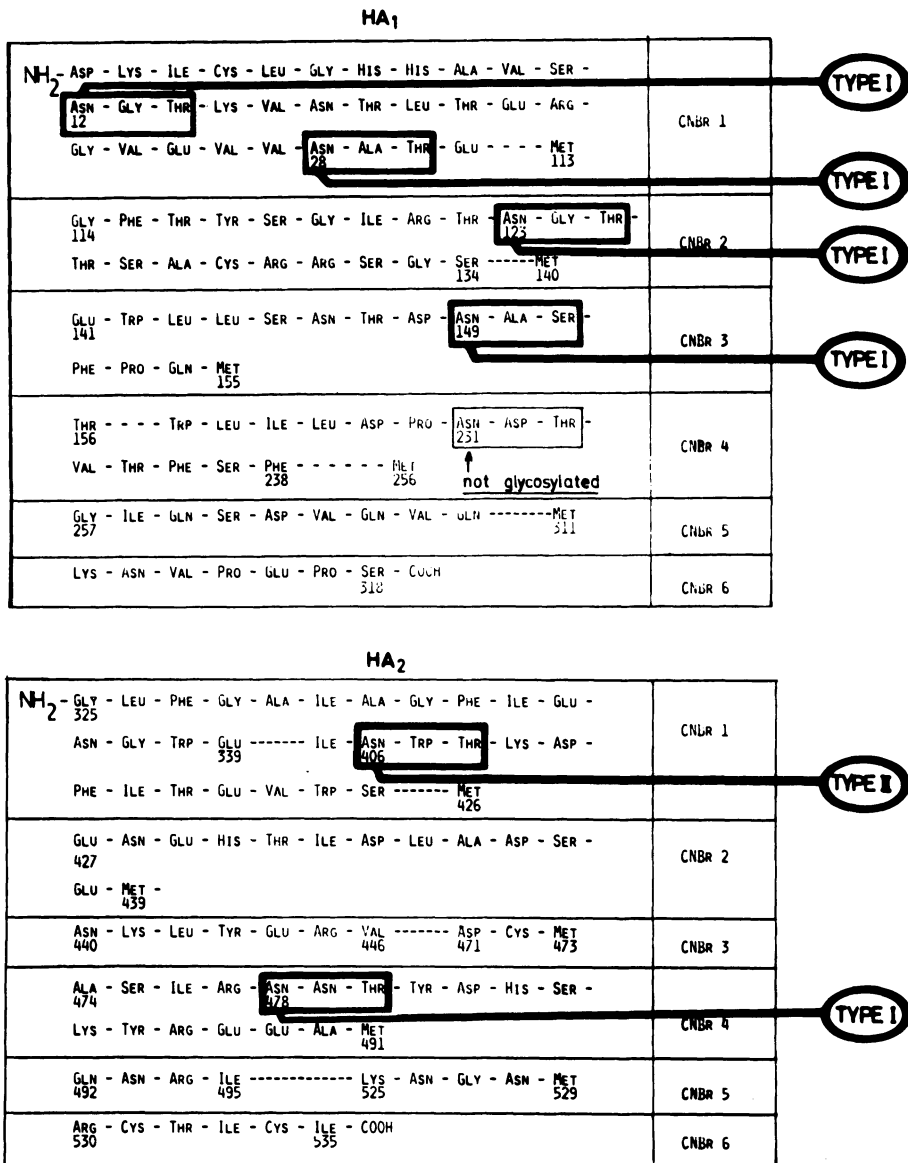 HA1
NH2- ASP - LYS - ILE - CYS - LEU - GLY - HIS - HIS - ALA - VAL - SER -
TYPE I
ASN - GLY - THR - LYS - VAL - ASN - THR - LEU - THR - GLU - ARG -
12
CNBR 1
GLY - VAL - GLU - VAL - VAL - ASN - ALA - THR - GLU - - - - MET
28 113
TYPE I
GLY - PHE - THR - TYR - SER - GLY - ILE - ARG - THR - ASN - GLY - THR -
114 123
CNBR 2
TYPE I
THR - SER - ALA - CYS - ARG - ARG - SER - GLY - SER ------MET
134 140
GLU - TRP - LEU - LEU - SER - ASN - THR - ASP - ASN - ALA - SER -
141 149
CNBR 3
TYPE I
PHE - PRO - GLN - MET
155
THR - - - - TRP - LEU - ILE - LEU - ASP - PRO - ASN - ASP - THR -
156 231
CNBR 4
VAL - THR - PHE - SER - PHE - - - - - - MET
238 256
not glycosylated
GLY - ILE - GLN - SER - ASP - VAL - GLN - VAL - GLN --------MET
257 311
CNBR 5
LYS - ASN - VAL - PRO - GLU - PRO - SER - COOH
318
CNBR 6
HA2
NH2- GLY - LEU - PHE - GLY - ALA - ILE - ALA - GLY - PHE - ILE - GLU -
325
CNBR 1
ASN - GLY - TRP - GLU ------- ILE - ASN - TRP - THR - LYS - ASP -
339 406
TYPE II
PHE - ILE - THR - GLU - VAL - TRP - SER ------- MET
426
GLU - ASN - GLU - HIS - THR - ILE - ASP - LEU - ALA - ASP - SER -
427
CNBR 2
GLU - MET -
439
ASN - LYS - LEU - TYR - GLU - ARG - VAL ------- ASP - CYS - MET
440 446 471 473
CNBR 3
ALA - SER - ILE - ARG - ASN - ASN - THR - TYR - ASP - HIS - SER -
474 478
TYPE I
LYS - TYR - ARG - GLU - GLU - ALA - MET
491
CNBR 4
GLN - ASN - ARG - ILE ------------ LYS - ASN - GLY - ASN - MET
492 495 525 529
CNBR 5
ARG - CYS - THR - ILE - CYS - ILE - COOH
530 535
CNBR 6